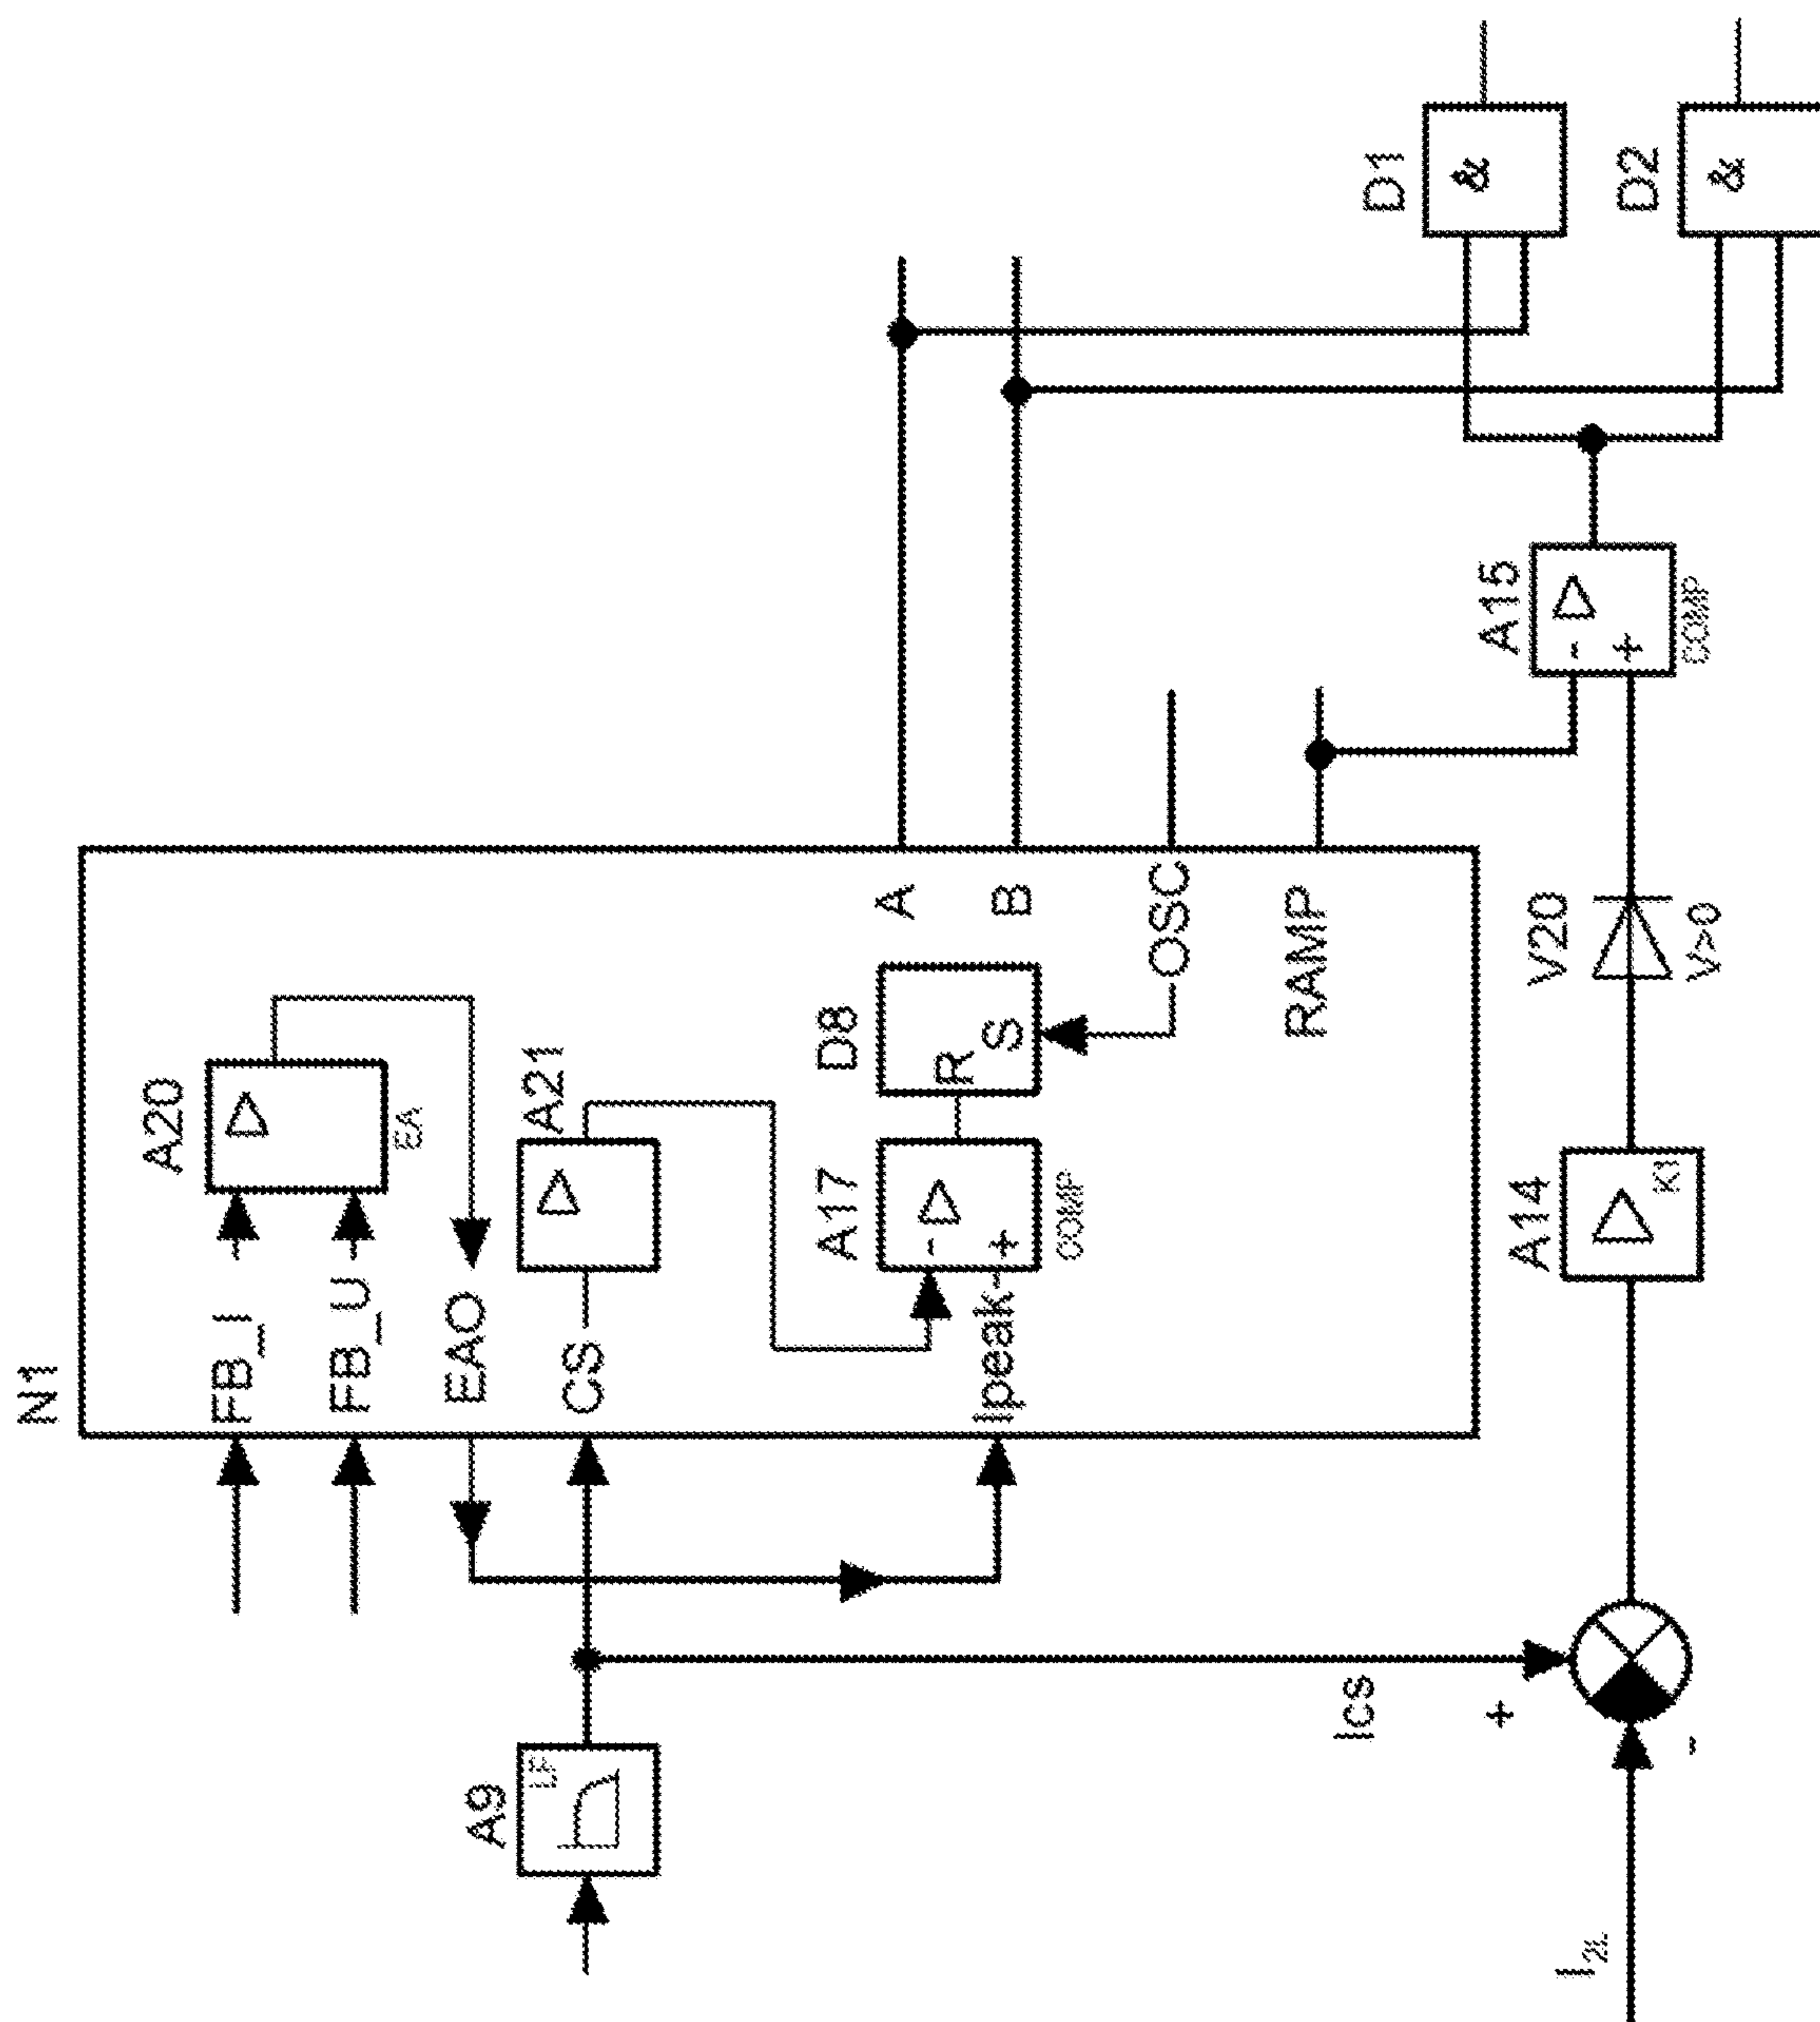 N1
FB_I
FB_U
EAO
CS
Ipeak
A20
EA
A21
A17
-
+
COMP
D8
R
S
A
B
OSC
RAMP
A9
LF
Ics
+
-
I2L
A14
K1
V20
V>0
A15
-
+
COMP
D1
&
D2
&